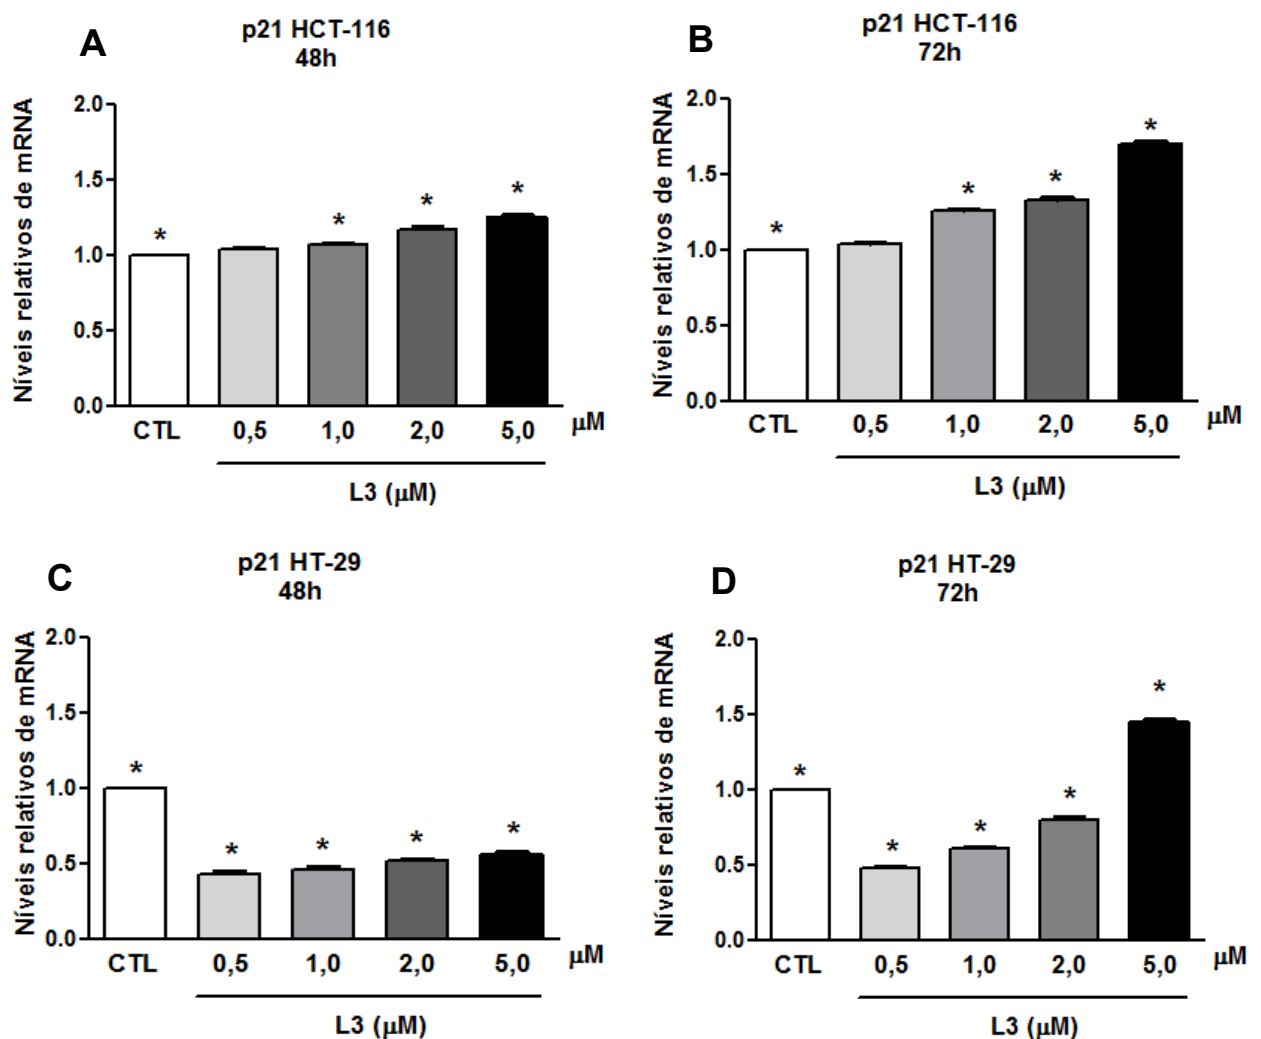 A
p21 HCT-116
48h
Níveis relativos de mRNA
2.0
1.5
1.0
0.5
0.0
*
*
*
*
CTL 0,5 1,0 2,0 5,0 μM
L3 (μM)
B
p21 HCT-116
72h
Níveis relativos de mRNA
2.0
1.5
1.0
0.5
0.0
*
*
*
*
CTL 0,5 1,0 2,0 5,0 μM
L3 (μM)
C
p21 HT-29
48h
Níveis relativos de mRNA
2.0
1.5
1.0
0.5
0.0
*
*
*
*
*
CTL 0,5 1,0 2,0 5,0 μM
L3 (μM)
D
p21 HT-29
72h
Níveis relativos de mRNA
2.0
1.5
1.0
0.5
0.0
*
*
*
*
*
CTL 0,5 1,0 2,0 5,0 μM
L3 (μM)